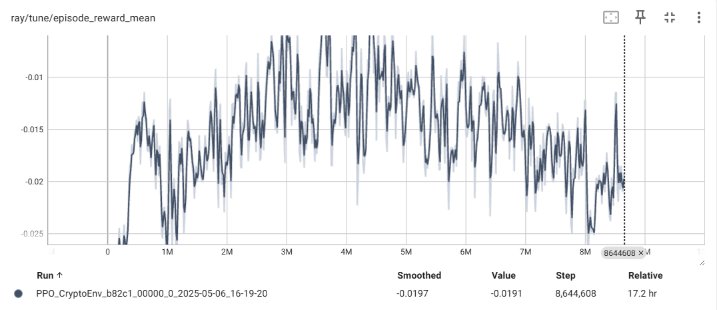 ray/tune/episode_reward_mean
-0.01
-0.015
-0.02
-0.025
0 1M 2M 3M 4M 5M 6M 7M 8M 8644608 × M
Run ↑ Smoothed Value Step Relative
PPO_CryptoEnv_b82c1_00000_0_2025-05-06_16-19-20 -0.0197 -0.0191 8,644,608 17.2 hr